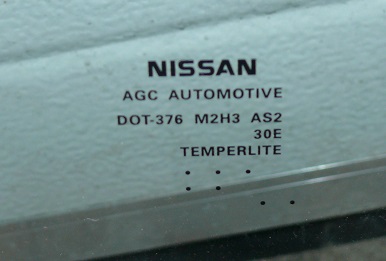 NISSAN
AGC AUTOMOTIVE
DOT-376 M2H3 AS2
30E
TEMPERLITE